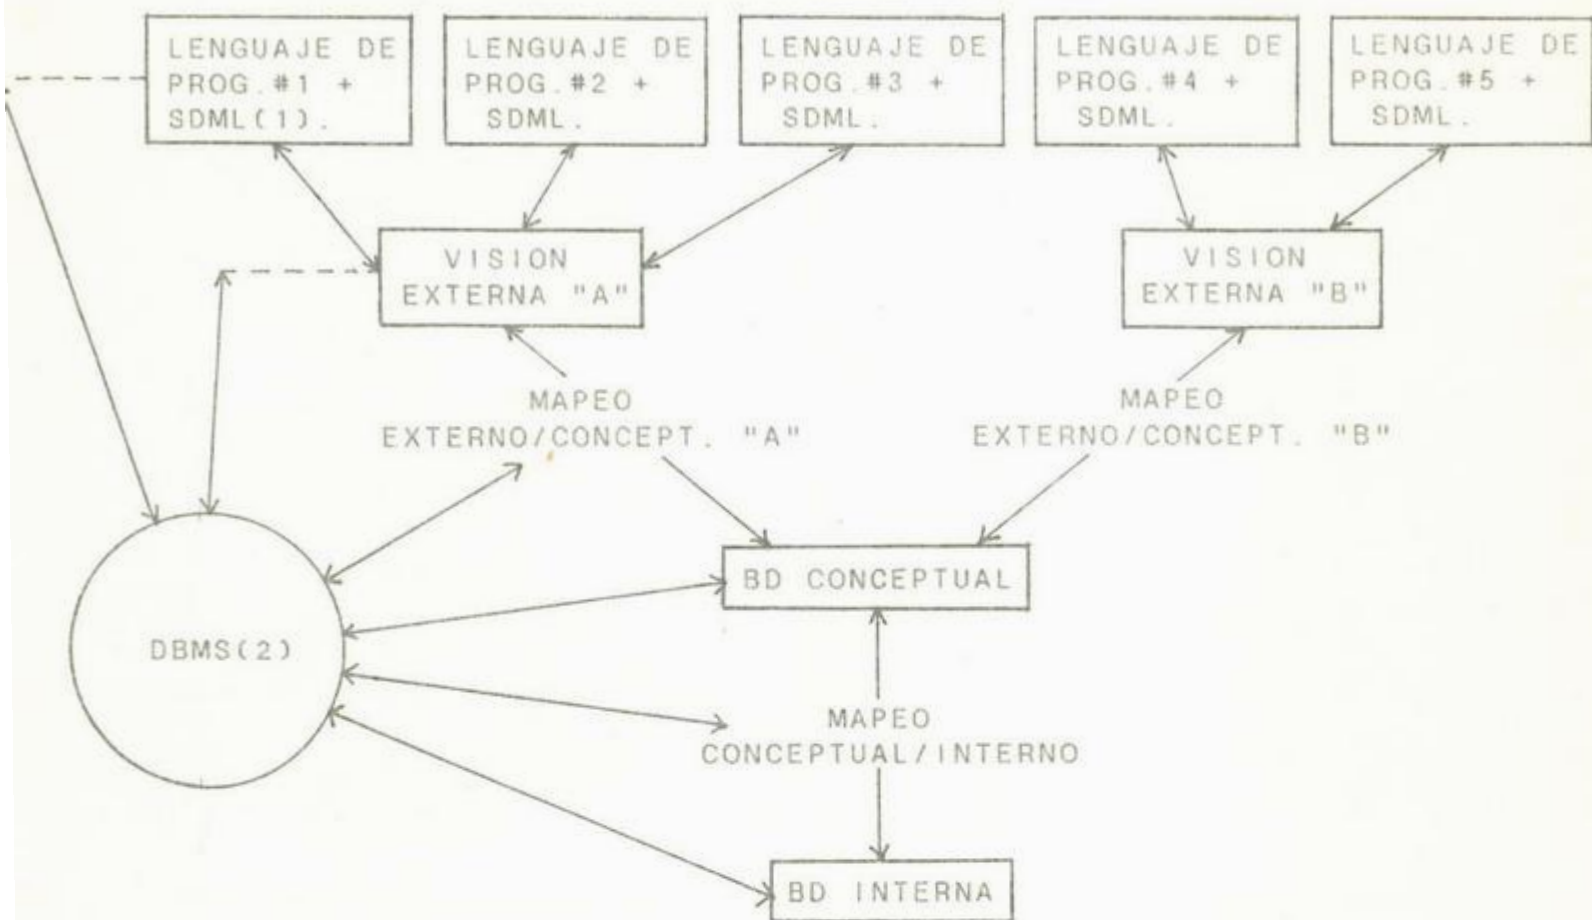 LENGUAJE DE
PROG.#1 +
SDML(1).
LENGUAJE DE
PROG.#2 +
SDML.
LENGUAJE DE
PROG.#3 +
SDML.
LENGUAJE DE
PROG.#4 +
SDML.
LENGUAJE DE
PROG.#5 +
SDML.
VISION
EXTERNA "A"
VISION
EXTERNA "B"
MAPEO
EXTERNO/CONCEPT. "A"
MAPEO
EXTERNO/CONCEPT. "B"
BD CONCEPTUAL
DBMS(2)
MAPEO
CONCEPTUAL/INTERNO
BD INTERNA